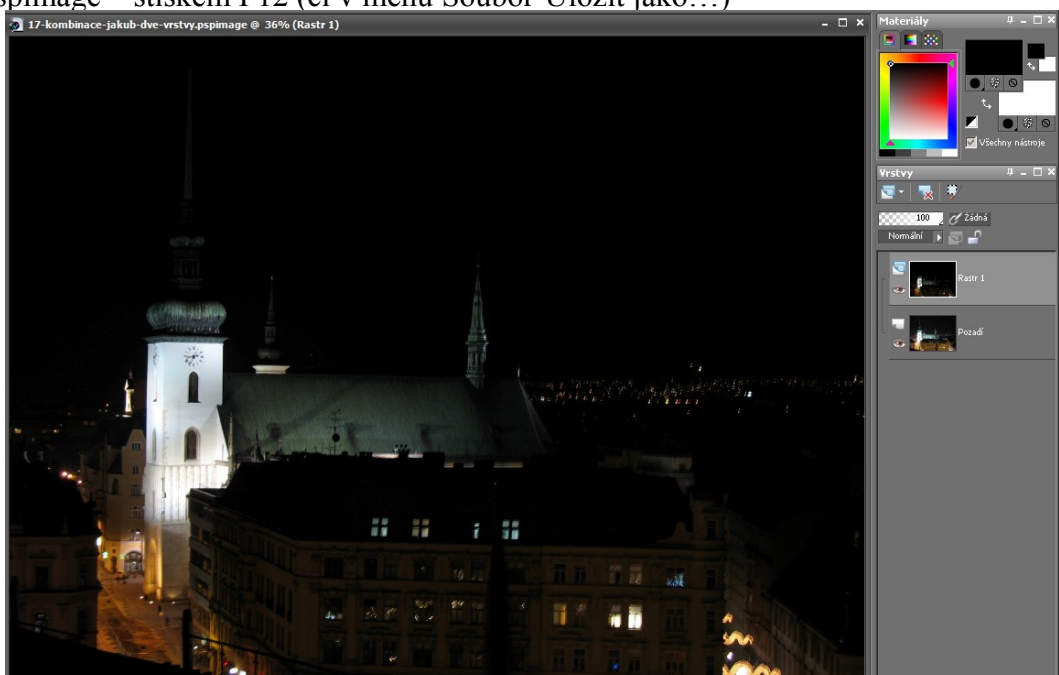 spimage – stiskem F12 (či v menu Soubor-Uložit jako…)
17-kombinace-jakub-dve-vrstvy.pspimage @ 36% (Rastr 1)
Materiály
Všechny nástroje
Vrstvy
100
Žádná
Normální
Rastr 1
Pozadí